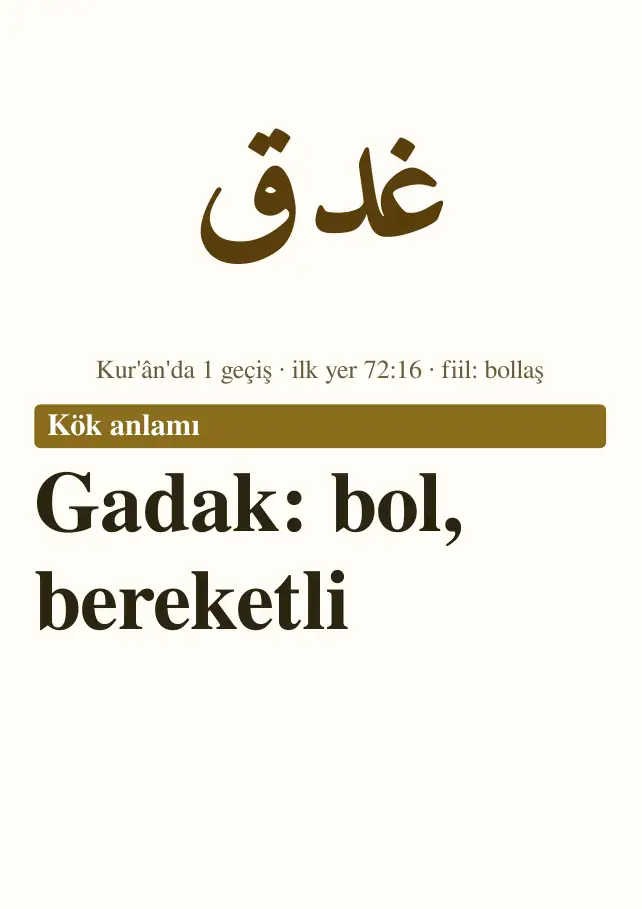 غدق
Kur'ân'da 1 geçiş · ilk yer 72:16 · fiil: bollaş
Kök anlamı
Gadak: bol,
bereketli